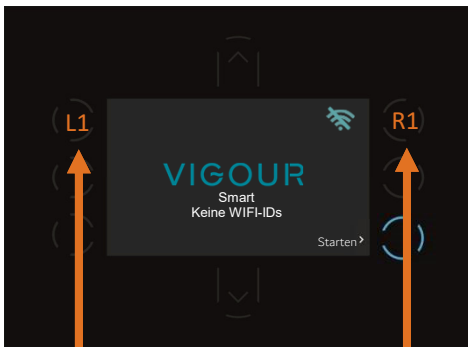 L1
R1
VIGOUR
Smart
Keine WIFI-IDs
Starten